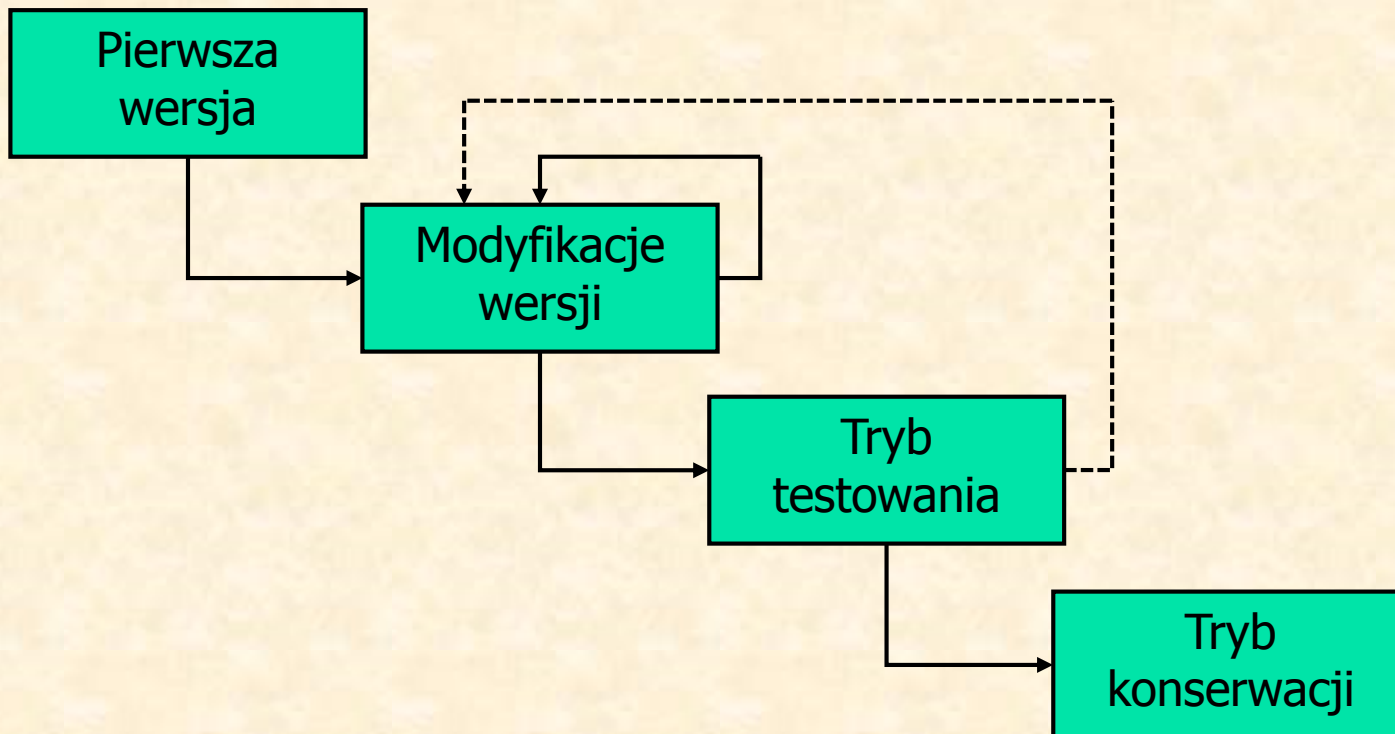 Pierwsza
wersja
Modyfikacje
wersji
Tryb
testowania
Tryb
konserwacji